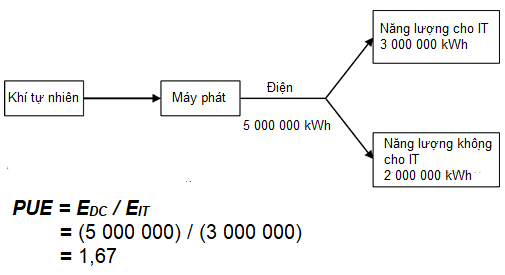 Năng lượng cho IT
3 000 000 kWh
Khí tự nhiên
Máy phát
Điện
5 000 000 kWh
Năng lượng không
cho IT
2 000 000 kWh
PUE = EDC / EIT
= (5 000 000) / (3 000 000)
= 1,67